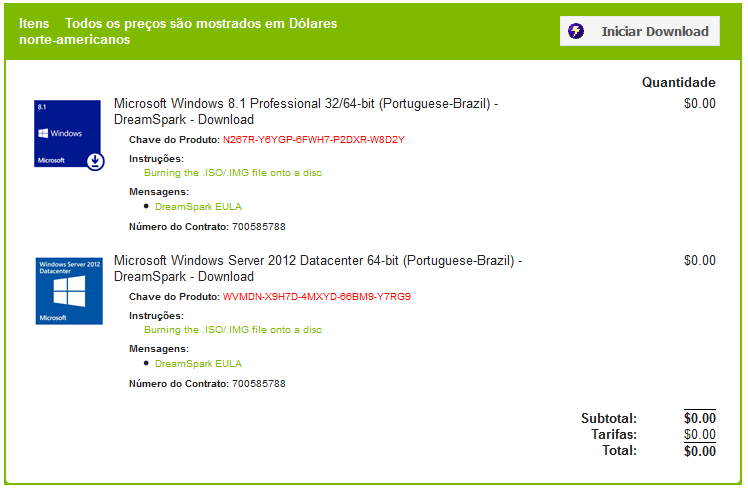 Itens Todos os preços são mostrados em Dólares
norte-americanos
Iniciar Download
Quantidade
8.1
Windows
Microsoft
Microsoft Windows 8.1 Professional 32/64-bit (Portuguese-Brazil) -
DreamSpark - Download
$0.00
Chave do Produto: N267R-Y6YGP-6FWH7-P2DXR-W8D2Y
Instruções:
Burning the .ISO/.IMG file onto a disc
Mensagens:
DreamSpark EULA
Número do Contrato: 700585788
Windows Server 2012
Datacenter
Microsoft
Microsoft Windows Server 2012 Datacenter 64-bit (Portuguese-Brazil) -
DreamSpark - Download
$0.00
Chave do Produto: WVMDN-X9H7D-4MXYD-66BM9-Y7RG9
Instruções:
Burning the .ISO/.IMG file onto a disc
Mensagens:
DreamSpark EULA
Número do Contrato: 700585788
Subtotal: $0.00
Tarifas: $0.00
Total: $0.00